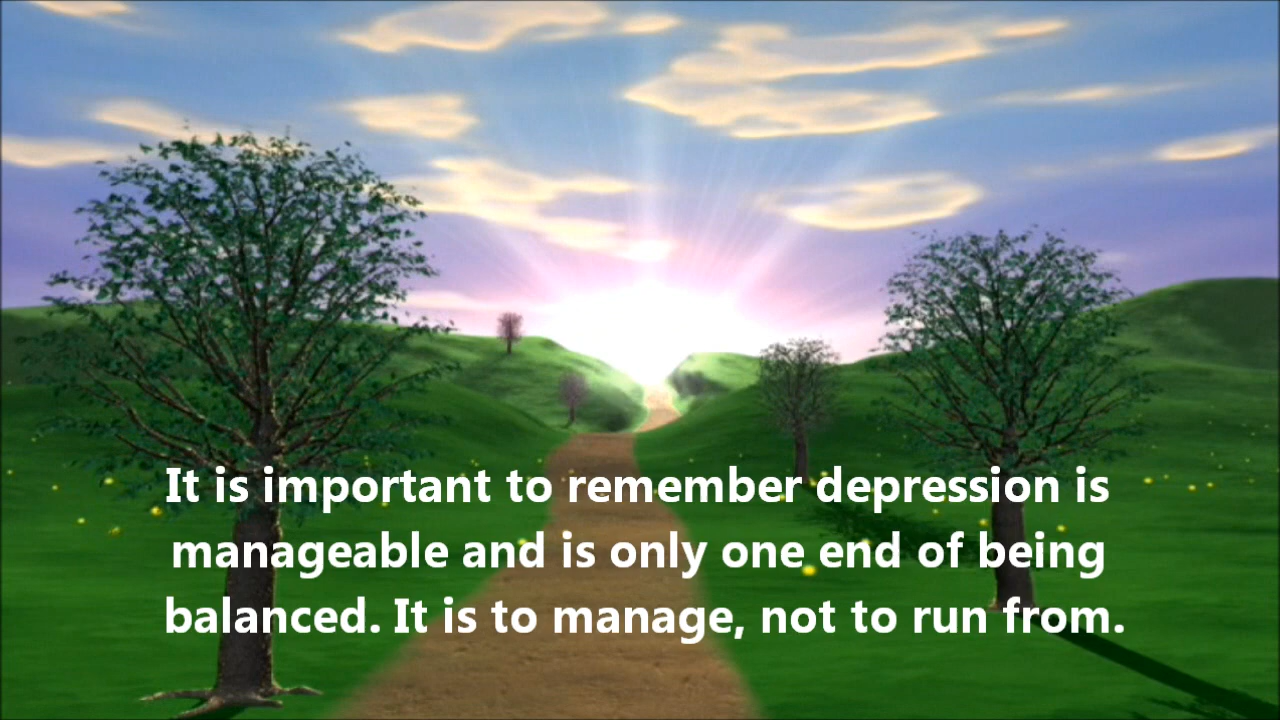 It is important to remember depression is
manageable and is only one end of being
balanced. It is to manage, not to run from.